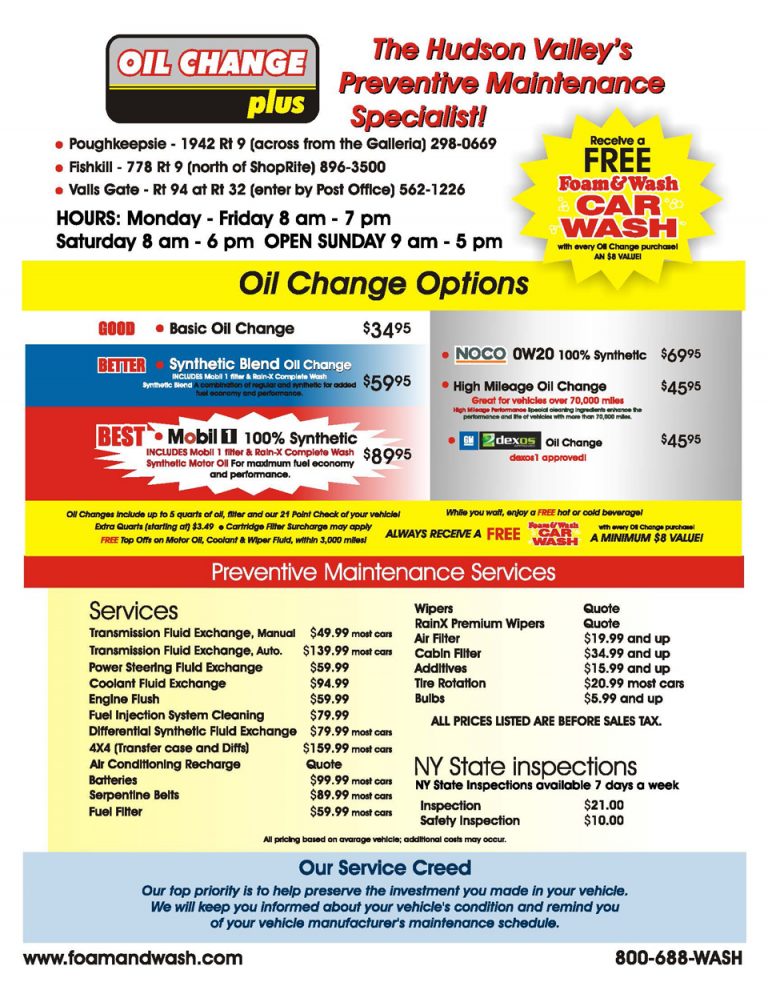 OIL CHANGE
plus
The Hudson Valley's
Preventive Maintenance
Specialist!
• Poughkeepsie - 1942 Rt 9 (across from the Galleria) 298-0669
• Fishkill - 778 Rt 9 (north of ShopRite) 896-3500
• Valls Gate - Rt 94 at Rt 32 (enter by Post Office) 562-1226
HOURS: Monday - Friday 8 am - 7 pm
Saturday 8 am - 6 pm OPEN SUNDAY 9 am - 5 pm
Receive a
FREE
Foam & Wash
CAR
WASH
with every Oil Change purchase!
AN $8 VALUE!
Oil Change Options
GOOD • Basic Oil Change $34.95
BETTER • Synthetic Blend Oil Change
INCLUDES Mobil 1 filter & Rain-X Complete Wash
Synthetic Blend A combination of regular and synthetic for added
fuel economy and performance.
$59.95
BEST • Mobil 1 100% Synthetic
INCLUDES Mobil 1 filter & Rain-X Complete Wash
Synthetic Motor Oil For maximum fuel economy
and performance.
$89.95
• NOCO 0W20 100% Synthetic $69.95
• High Mileage Oil Change $45.95
Great for vehicles over 70,000 miles
High Mileage Performance Special cleaning ingredients enhance the
performance and life of vehicles with more than 70,000 miles.
• GM dexos Oil Change $45.95
dexos1 approved!
Oil Changes include up to 5 quarts of oil, filter and our 21 Point Check of your vehicle!
Extra Quarts (starting at) $3.49 • Cartridge Filter Surcharge may apply
FREE Top Offs on Motor Oil, Coolant & Wiper Fluid, within 3,000 miles!
While you wait, enjoy a FREE hot or cold beverage!
ALWAYS RECEIVE A FREE Foam & Wash CAR WASH with every Oil Change purchase!
A MINIMUM $8 VALUE!
Preventive Maintenance Services
Services
Transmission Fluid Exchange, Manual $49.99 most cars
Transmission Fluid Exchange, Auto. $139.99 most cars
Power Steering Fluid Exchange $59.99
Coolant Fluid Exchange $94.99
Engine Flush $59.99
Fuel Injection System Cleaning $79.99
Differential Synthetic Fluid Exchange $79.99 most cars
4X4 (Transfer case and Diffs) $159.99 most cars
Air Conditioning Recharge Quote
Batteries $99.99 most cars
Serpentine Belts $89.99 most cars
Fuel Filter $59.99 most cars
Wipers Quote
RainX Premium Wipers Quote
Air Filter $19.99 and up
Cabin Filter $34.99 and up
Additives $15.99 and up
Tire Rotation $20.99 most cars
Bulbs $5.99 and up
ALL PRICES LISTED ARE BEFORE SALES TAX.
NY State inspections
NY State Inspections available 7 days a week
Inspection $21.00
Safety Inspection $10.00
All pricing based on avarage vehicle; additional costs may occur.
Our Service Creed
Our top priority is to help preserve the investment you made in your vehicle.
We will keep you informed about your vehicle's condition and remind you
of your vehicle manufacturer's maintenance schedule.
www.foamandwash.com
800-688-WASH